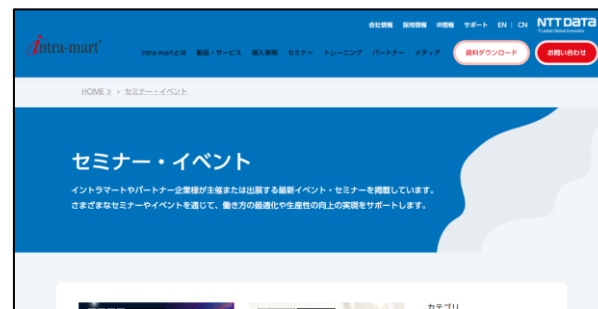 会社情報 採用情報 IR情報 サポート EN | CN NTT DATA
Trusted Global Innovator
intra-mart
intra-martとは 製品・サービス 導入事例 セミナー トレーニング パートナー メディア 資料ダウンロード お問い合わせ
HOME > › セミナー・イベント
セミナー・イベント
イントラマートやパートナー企業様が主催または出展する最新イベント・セミナーを掲載しています。
さまざまなセミナーやイベントを通じて、働き方の最適化や生産性の向上の実現をサポートします。
カテゴリ